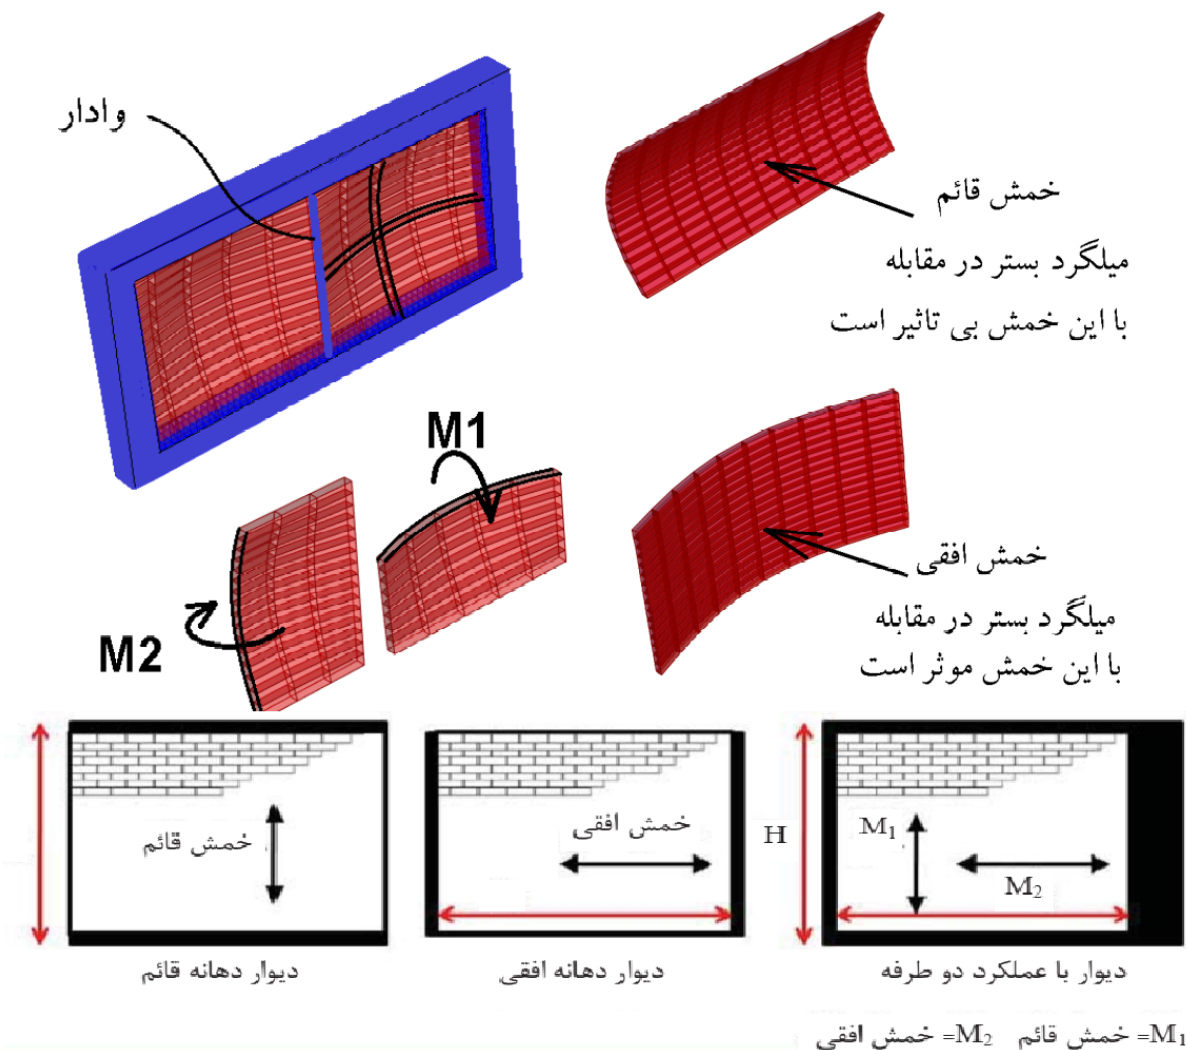 وادار
خمش قائم
میلگرد بستر در مقابله
با این خمش بی تاثیر است
M1
M2
خمش افقی
میلگرد بستر در مقابله
با این خمش موثر است
خمش قائم
خمش افقی
H
M₁
M₂
دیوار دهانه قائم
دیوار دهانه افقی
دیوار با عملکرد دو طرفه
M₁= خمش قائم M₂= خمش افقی